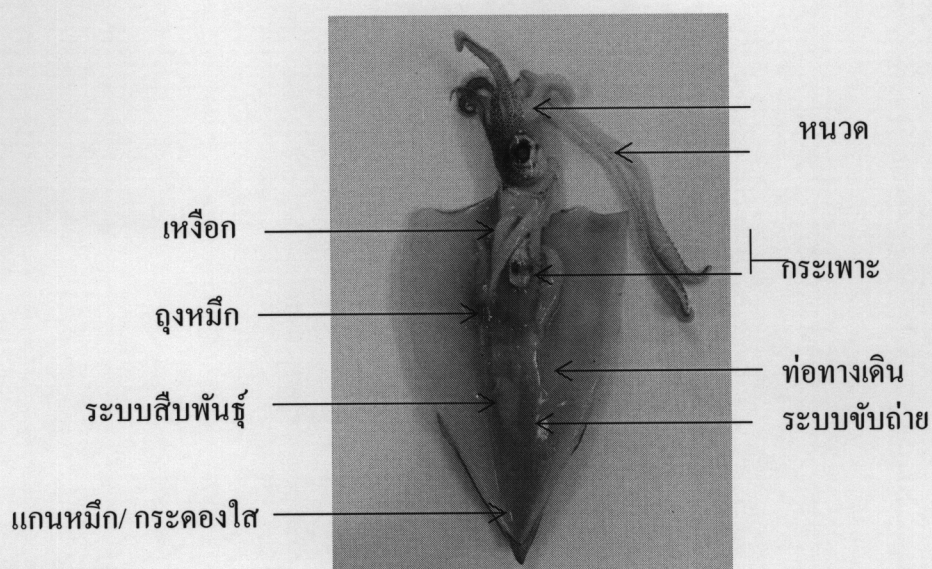 หนวด
เหงือก
กระเพาะ
ถุงหมึก
ท่อทางเดิน
ระบบสืบพันธุ์
ระบบขับถ่าย
แกนหมึก/ กระดองใส